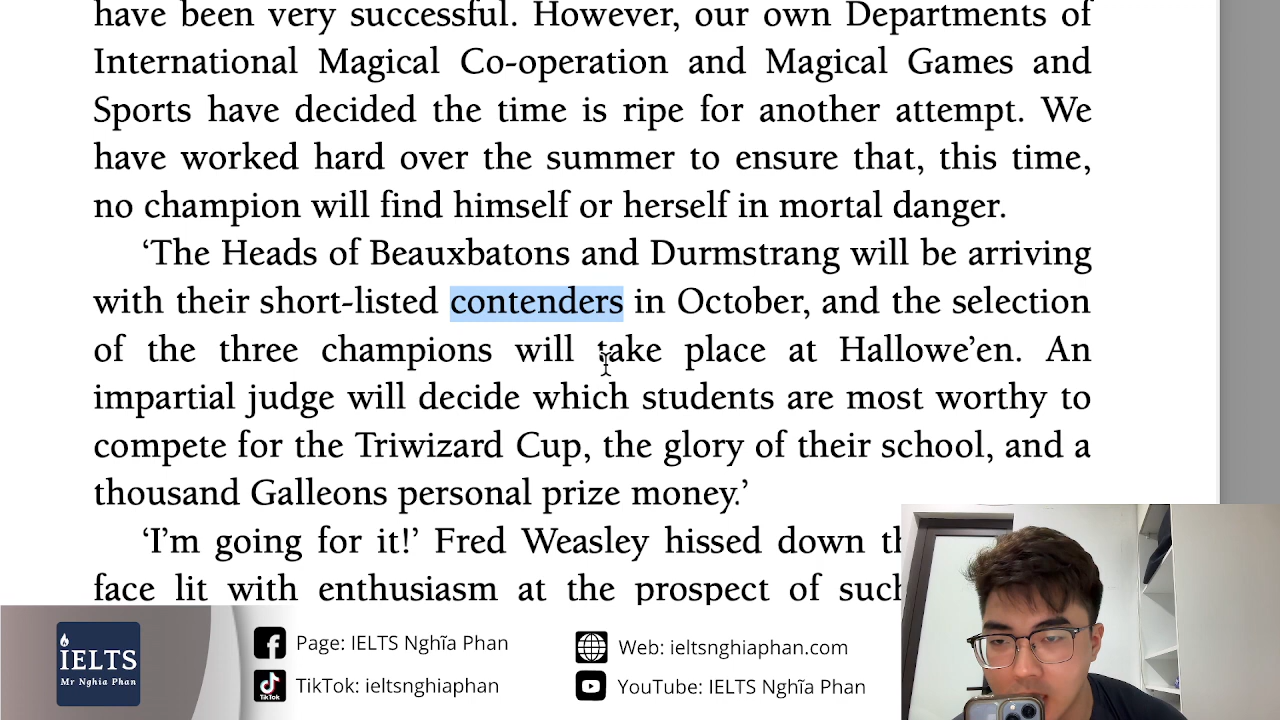 have been very successful. However, our own Departments of
International Magical Co-operation and Magical Games and
Sports have decided the time is ripe for another attempt. We
have worked hard over the summer to ensure that, this time,
no champion will find himself or herself in mortal danger.
‘The Heads of Beauxbatons and Durmstrang will be arriving
with their short-listed contenders in October, and the selection
of the three champions will take place at Hallowe’en. An
impartial judge will decide which students are most worthy to
compete for the Triwizard Cup, the glory of their school, and a
thousand Galleons personal prize money.’
‘I’m going for it!’ Fred Weasley hissed down
face lit with enthusiasm at the prospect of
IELTS
Mr Nghia Phan
Page: IELTS Nghĩa Phan
TikTok
TikTok: ieltsnghiaphan
Web: ieltsnghiaphan.com
YouTube: IELTS Nghĩa Phan